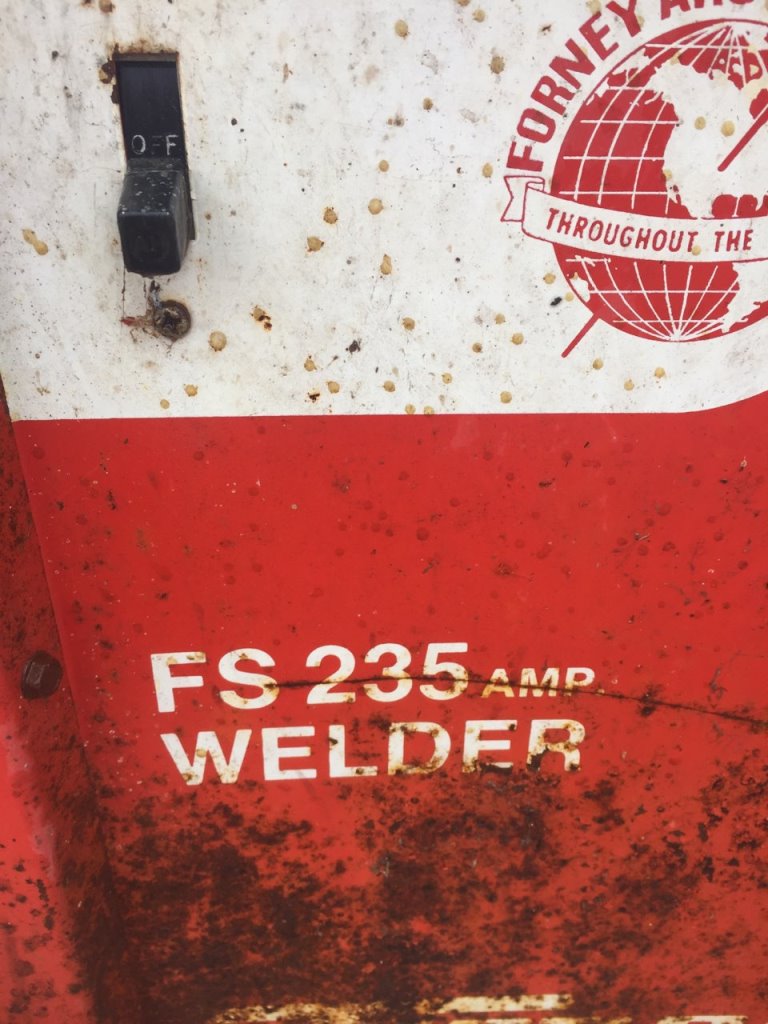 OFF
FORNEY
THROUGHOUT THE
FS 235 AMP.
WELDER